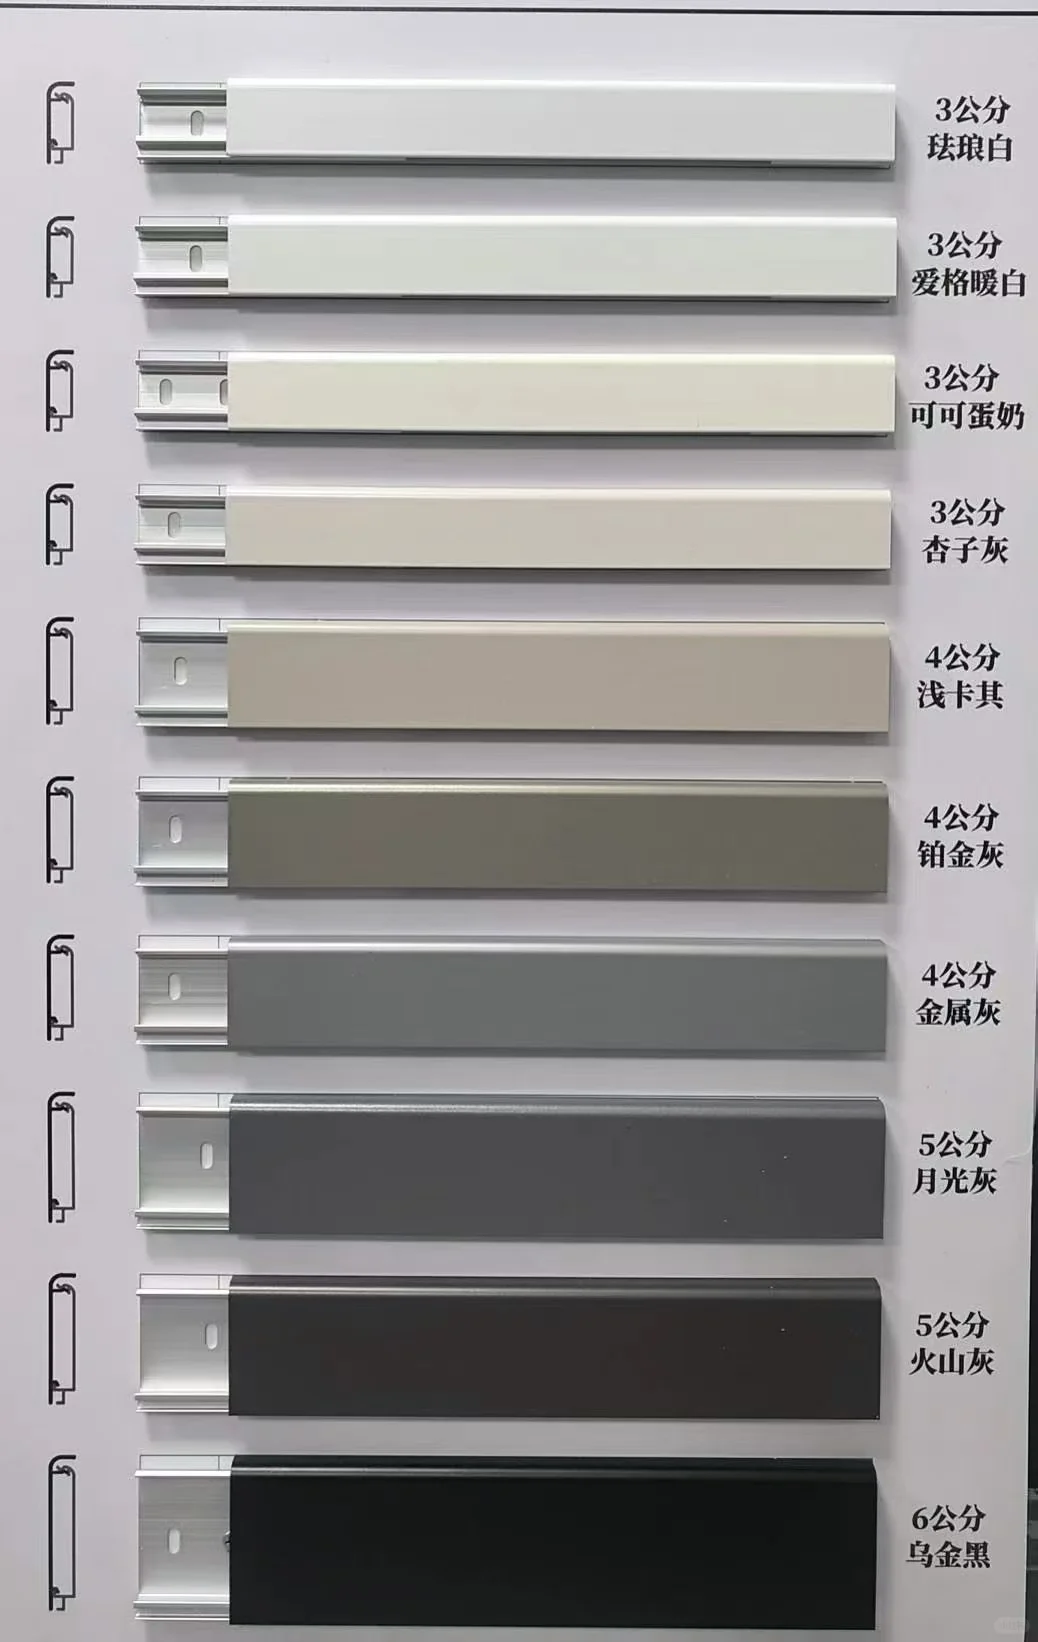 3公分
珐琅白
3公分
爱格暖白
3公分
可可蛋奶
3公分
杏子灰
4公分
浅卡其
4公分
铂金灰
4公分
金属灰
5公分
月光灰
5公分
火山灰
6公分
乌金黑